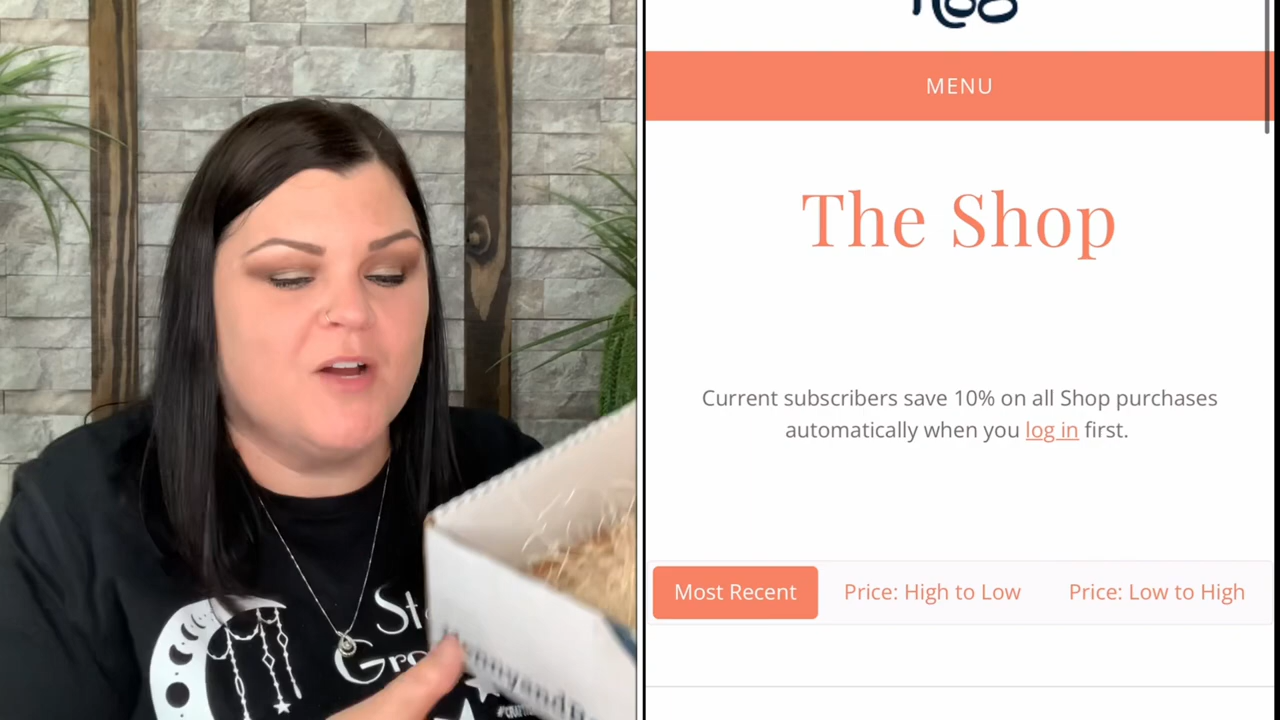 MENU
The Shop
Current subscribers save 10% on all Shop purchases
automatically when you log in first.
Most Recent
Price: High to Low
Price: Low to High